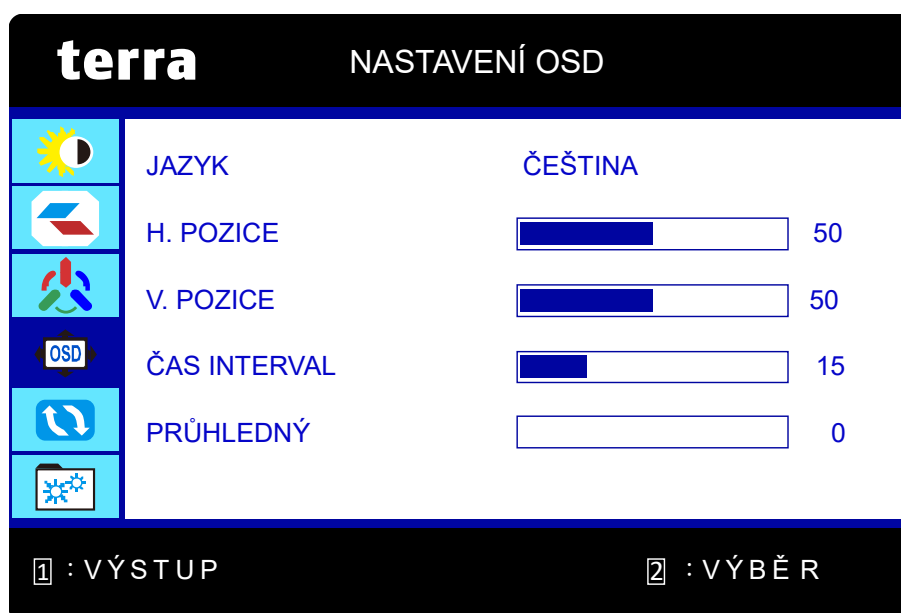 terra NASTAVENÍ OSD
JAZYK ČEŠTINA
H. POZICE 50
V. POZICE 50
ČAS INTERVAL 15
OSD
PRŮHLEDNÝ 0
1 : VÝSTUP 2 : VÝBĚR